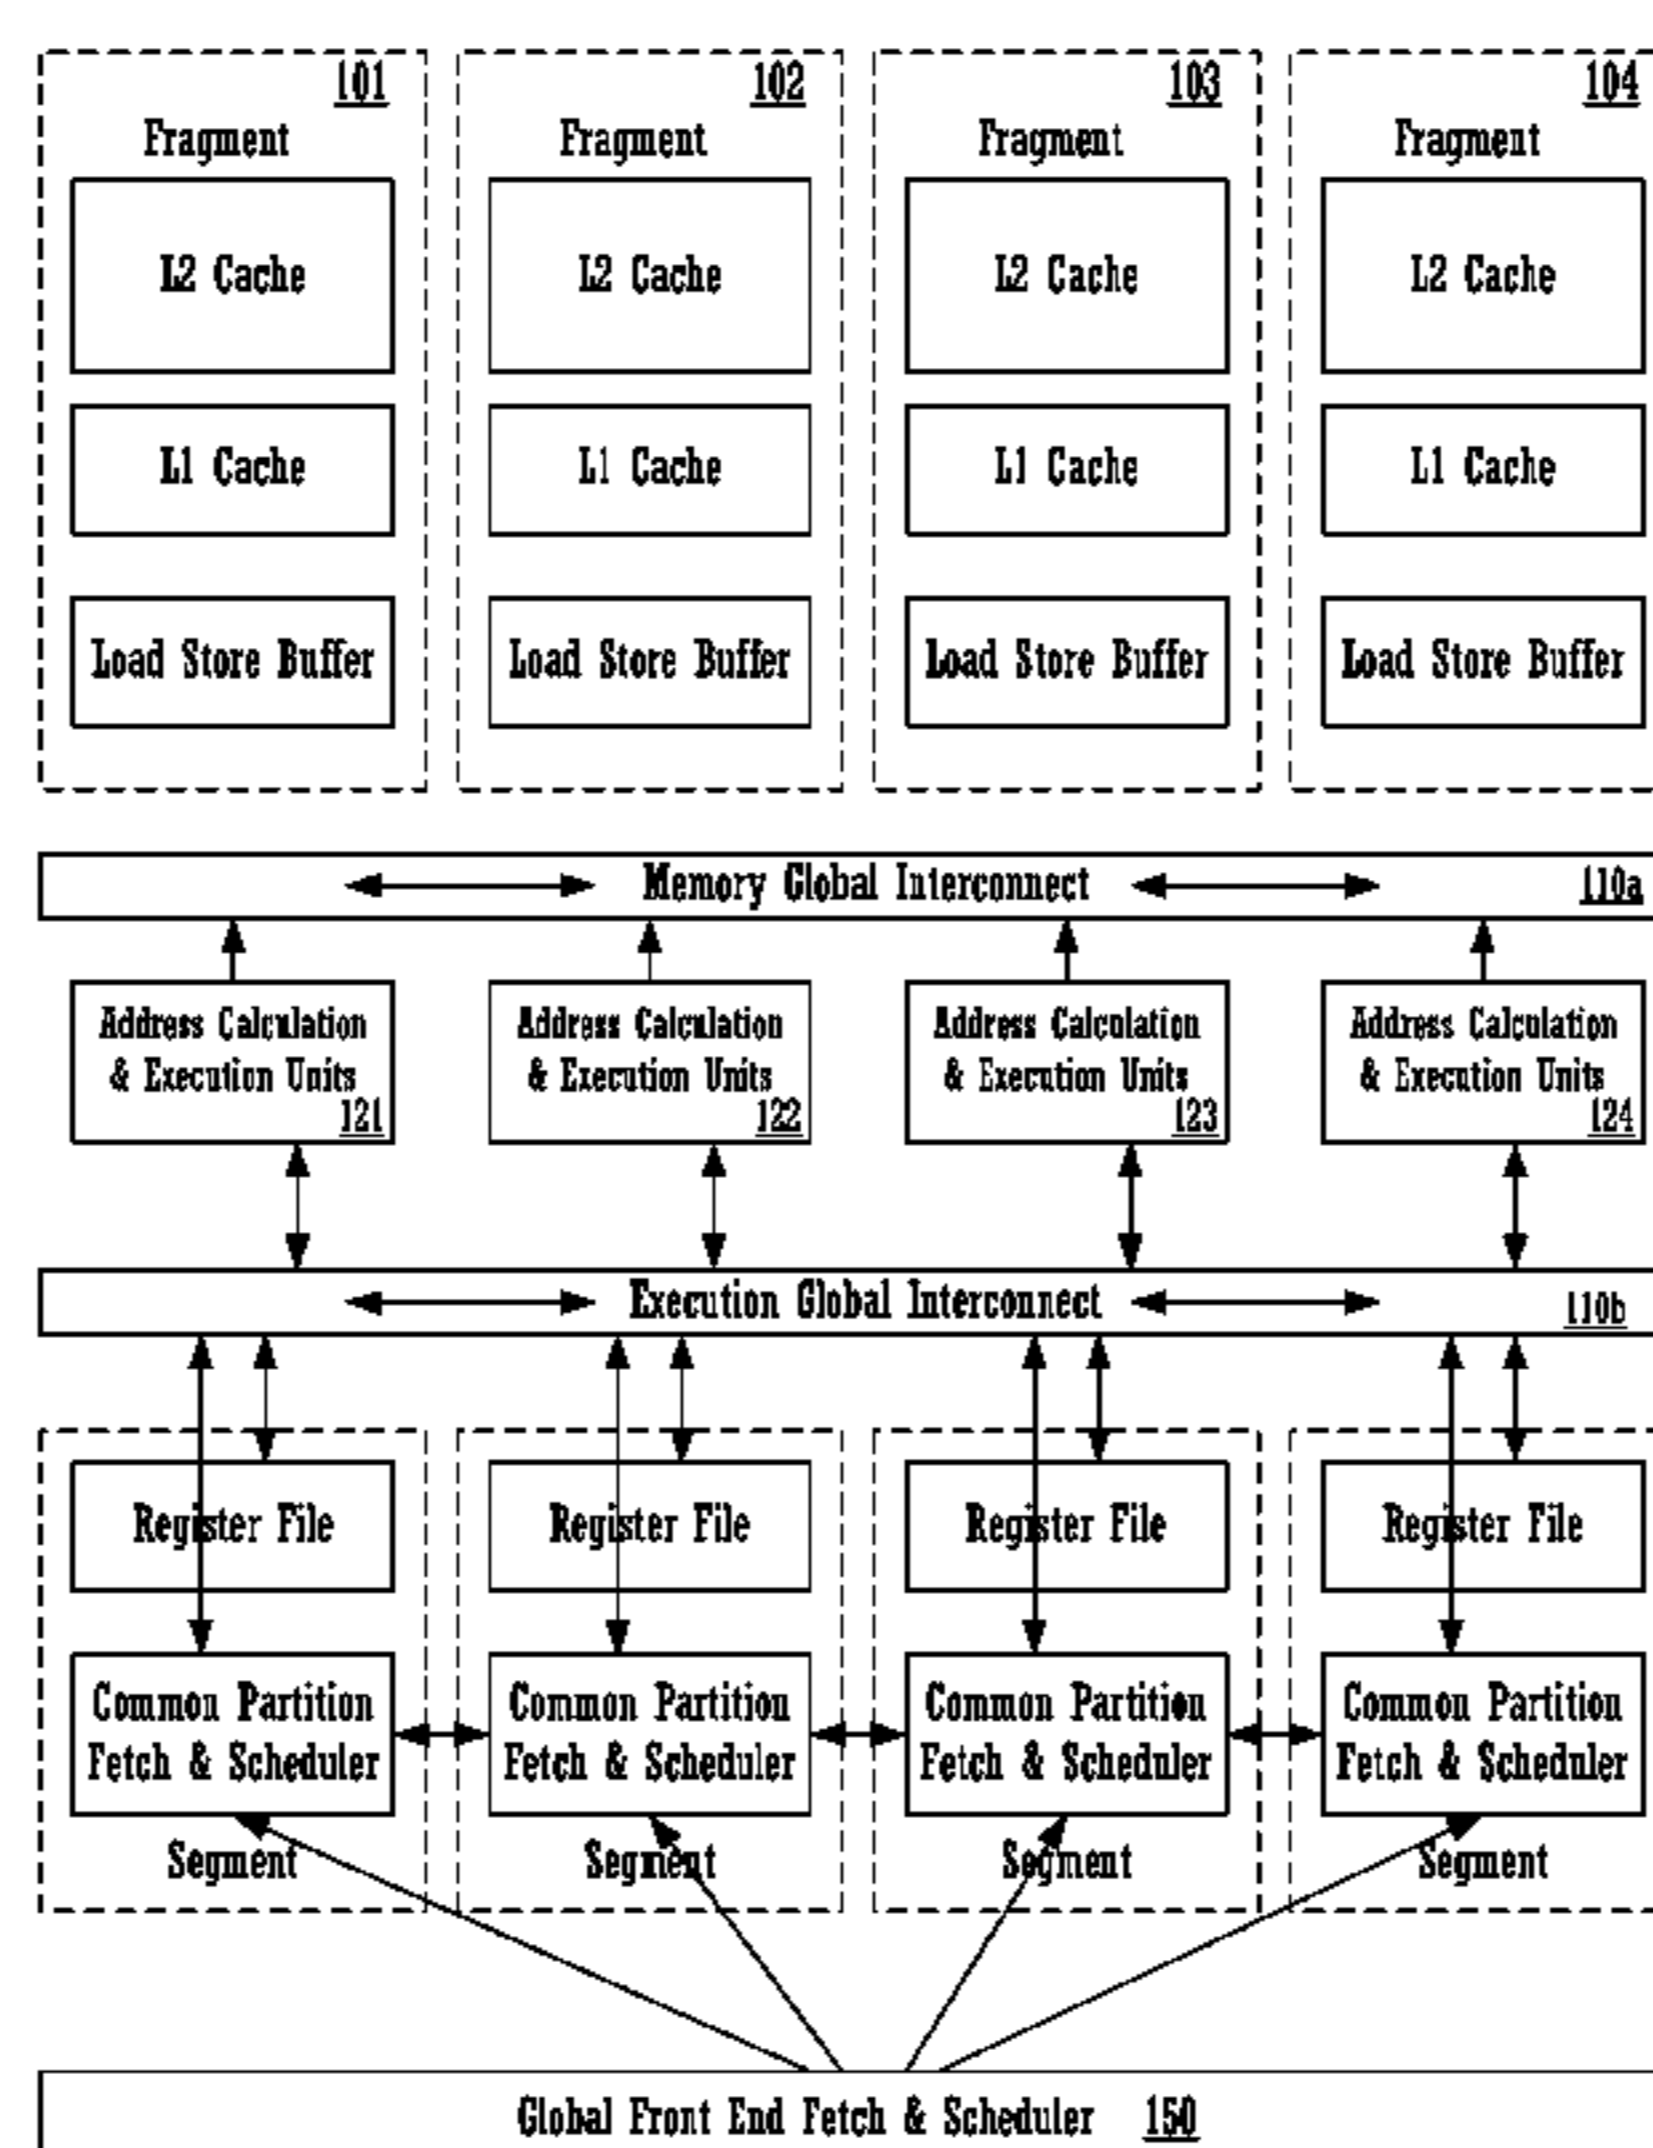 101 102 103 104
Fragment Fragment Fragment Fragment
L2 Cache L2 Cache L2 Cache L2 Cache
L1 Cache L1 Cache L1 Cache L1 Cache
Load Store Buffer Load Store Buffer Load Store Buffer Load Store Buffer
Memory Global Interconnect 110a
Address Calculation Address Calculation Address Calculation Address Calculation
& Execution Units & Execution Units & Execution Units & Execution Units
121 122 123 124
Execution Global Interconnect 110b
Register File Register File Register File Register File
Common Partition Common Partition Common Partition Common Partition
Fetch & Scheduler Fetch & Scheduler Fetch & Scheduler Fetch & Scheduler
Segment Segment Segment Segment
Global Front End Fetch & Scheduler 150